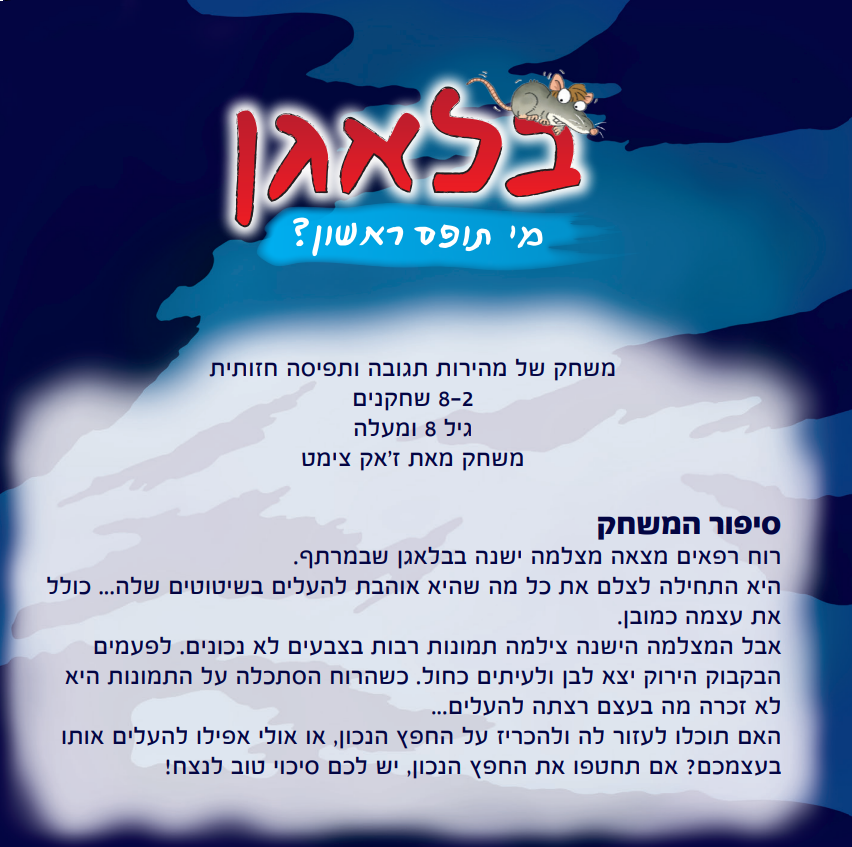 בלאגן
מי תופס ראשון?
משחק של מהירות תגובה ותפיסה חזותית
8-2 שחקנים
גיל 8 ומעלה
משחק מאת ז'אק צימט
סיפור המשחק
רוח רפאים מצאה מצלמה ישנה בבלאגן שבמרתף.
היא התחילה לצלם את כל מה שהיא אוהבת להעלים בשיטוטים שלה... כולל
את עצמה כמובן.
אבל המצלמה הישנה צילמה תמונות רבות בצבעים לא נכונים. לפעמים
הבקבוק הירוק יצא לבן ולעיתים כחול. כשהרוח הסתכלה על התמונות היא
לא זכרה מה בעצם רצתה להעלים...
האם תוכלו לעזור לה ולהכריז על החפץ הנכון, או אולי אפילו להעלים אותו
בעצמכם? אם תחטפו את החפץ הנכון, יש לכם סיכוי טוב לנצח!